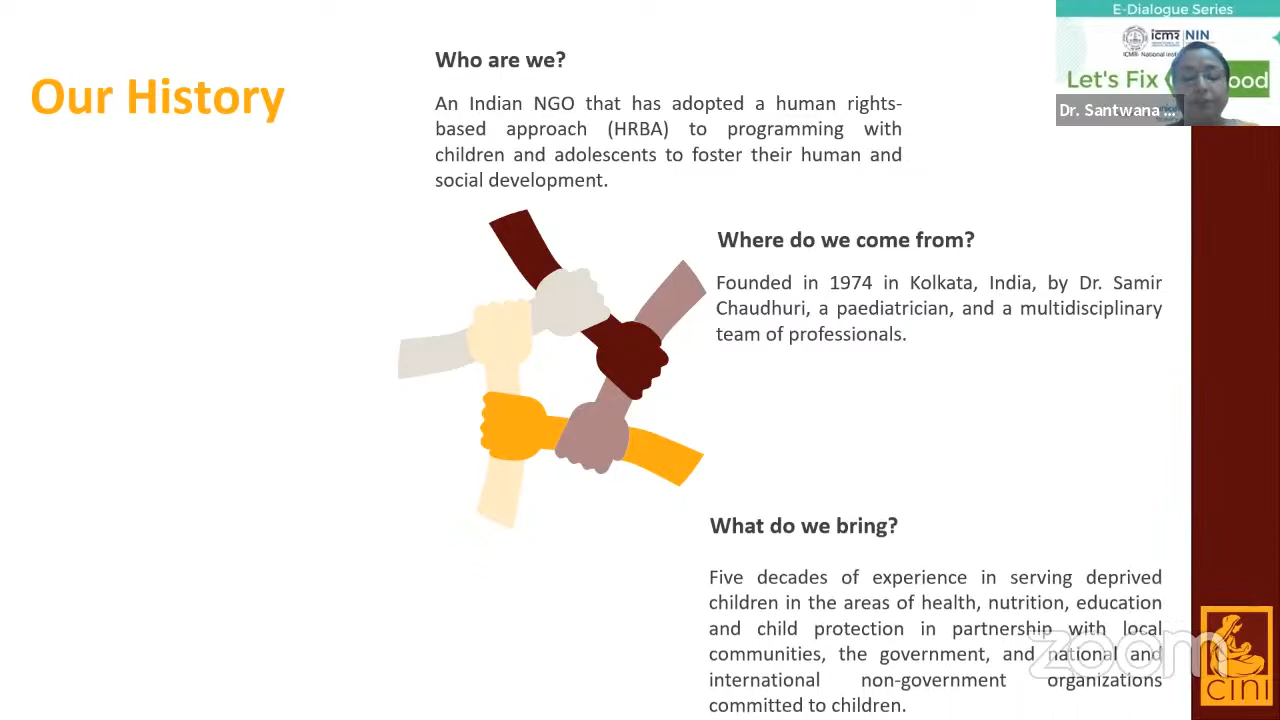 Our History
Who are we?
An Indian NGO that has adopted a human rights-
based approach (HRBA) to programming with
children and adolescents to foster their human and
social development.
Where do we come from?
Founded in 1974 in Kolkata, India, by Dr. Samir
Chaudhuri, a paediatrician, and a multidisciplinary
team of professionals.
What do we bring?
Five decades of experience in serving deprived
children in the areas of health, nutrition, education
and child protection in partnership with local
communities, the government, and national and
international non-government organizations
committed to children.
E-Dialogue Series
icmr NIN
ICMR- National
Let's Fix
Dr. Santwana ...
zoom
cini